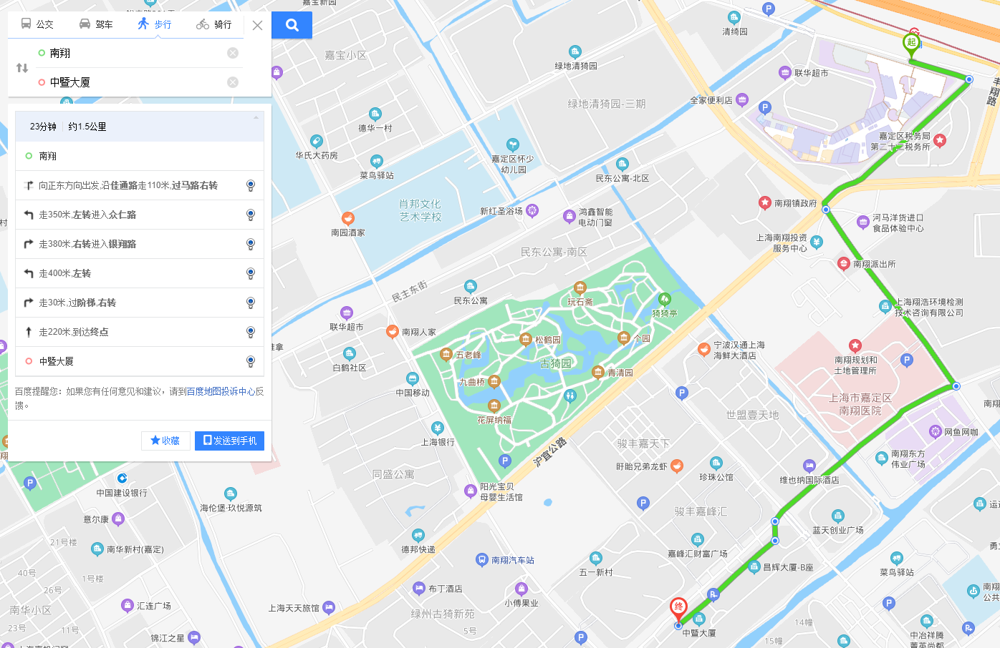 公交
驾车
步行
骑行
南翔
中暨大厦
23分钟
约1.5公里
南翔
向正东方向出发,沿佳通路走110米,过马路右转
走350米,左转进入众仁路
走380米,右转进入银翔路
走400米,左转
走30米,过阶梯,右转
走220米,到达终点
中暨大厦
百度提醒您：如果您有任何意见和建议，请到百度地图投诉中心反
馈。
收藏
发送到手机
嘉宝新园
嘉宝小区
清绮园
绿地清猗园
绿地清猗园-三期
联华超市
全家便利店
起
丰翔路
嘉定区税务局
第二十二税务所
德华一村
华氏大药房
菜鸟驿站
嘉定区怀少
幼儿园
民东公寓-北区
肖邦文化
艺术学校
新红圣浴场
鸿鑫智能
电动门窗
南翔镇政府
河马洋货进口
食品体验中心
南园酒家
上海南翔投资
服务中心
民东公寓-南区
南翔派出所
民主东街
民东公寓
玩石斋
猗猗亭
上海翔浩环境检测
技术咨询有限公司
联华超市
南翔人家
松鹤园
个园
宁波汉通上海
海鲜大酒店
白鹤社区
五老峰
古猗园
青清园
南翔规划和
土地管理所
九曲桥
中国移动
花屏纳福
上海市嘉定区
南翔医院
世盟壹天地
上海银行
沪宜公路
骏丰嘉天下
网鱼网咖
南翔东方
伟业广场
盱眙兄弟龙虾
珍珠公馆
维也纳国际酒店
同盛公寓
阳光宝贝
母婴生活馆
中国建设银行
海伦堡·玖悦源筑
骏丰嘉峰汇
意尔康
蓝天创业广场
21号楼
南华新村(嘉定)
德邦快递
南翔汽车站
嘉峰汇财富广场
五一新村
昌辉大厦-B座
菜鸟驿站
40号
1号楼
26号
布丁酒店
小傅果业
汇连广场
上海天天旅馆
绿州古猗新苑
南华小区
终
23号
11号
5号
中暨大厦
14幢
15幢
锦江之星
中冶祥腾
菁英尚都